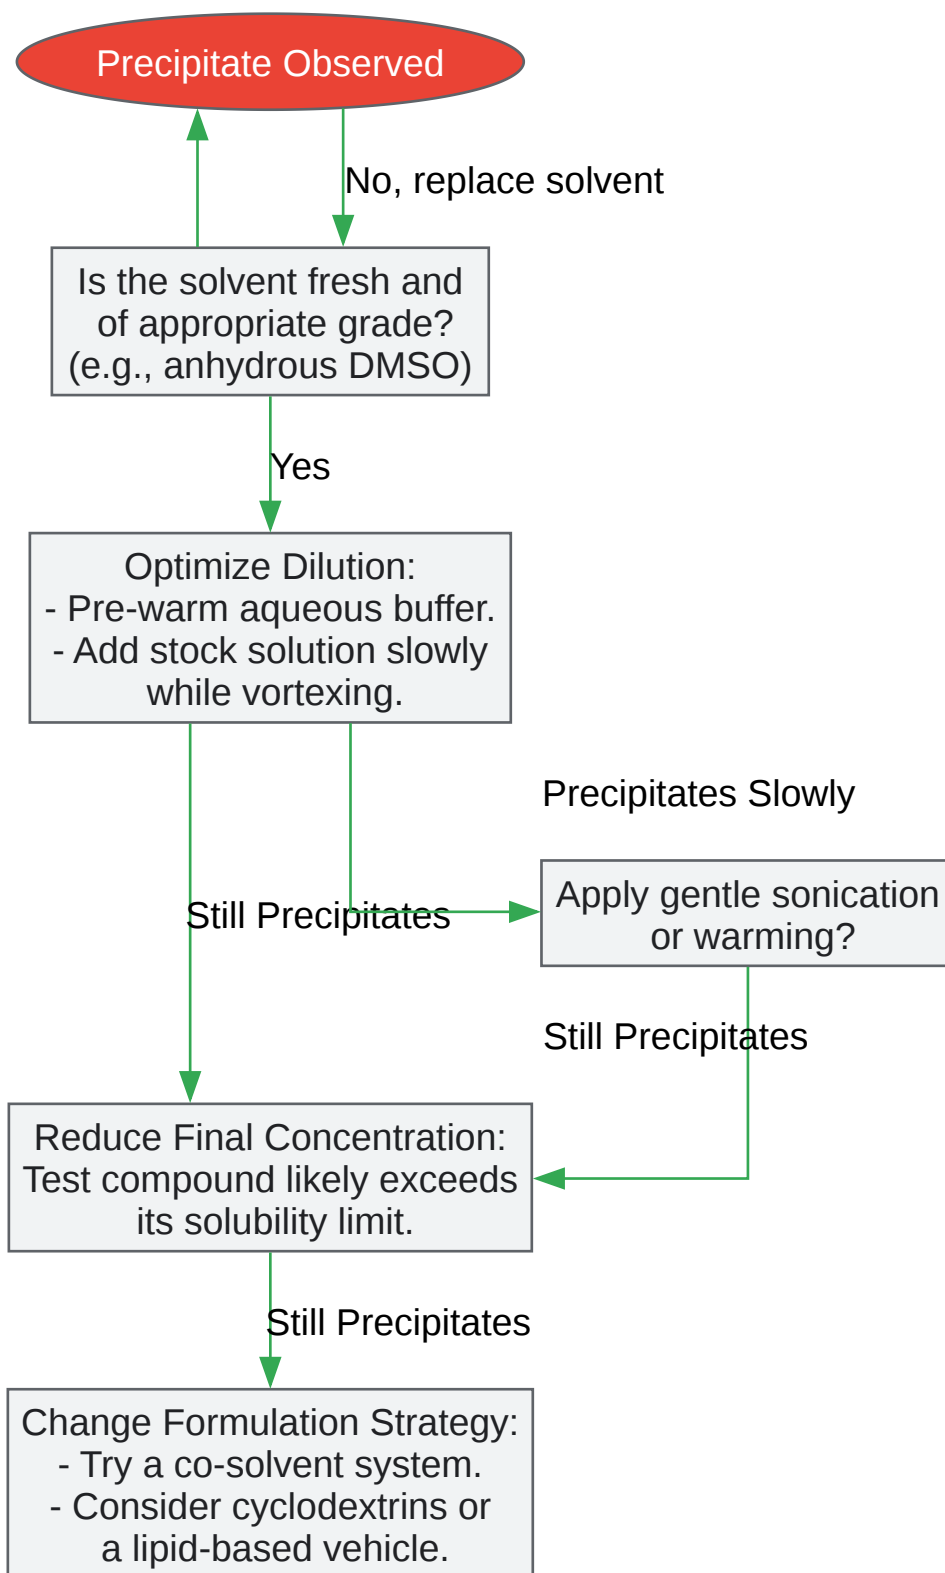 Precipitate Observed
No, replace solvent
Is the solvent fresh and
of appropriate grade?
(e.g., anhydrous DMSO)
Yes
Optimize Dilution:
- Pre-warm aqueous buffer.
- Add stock solution slowly
while vortexing.
Precipitates Slowly
Still Precipitates
Apply gentle sonication
or warming?
Still Precipitates
Reduce Final Concentration:
Test compound likely exceeds
its solubility limit.
Still Precipitates
Change Formulation Strategy:
- Try a co-solvent system.
- Consider cyclodextrins or
a lipid-based vehicle.